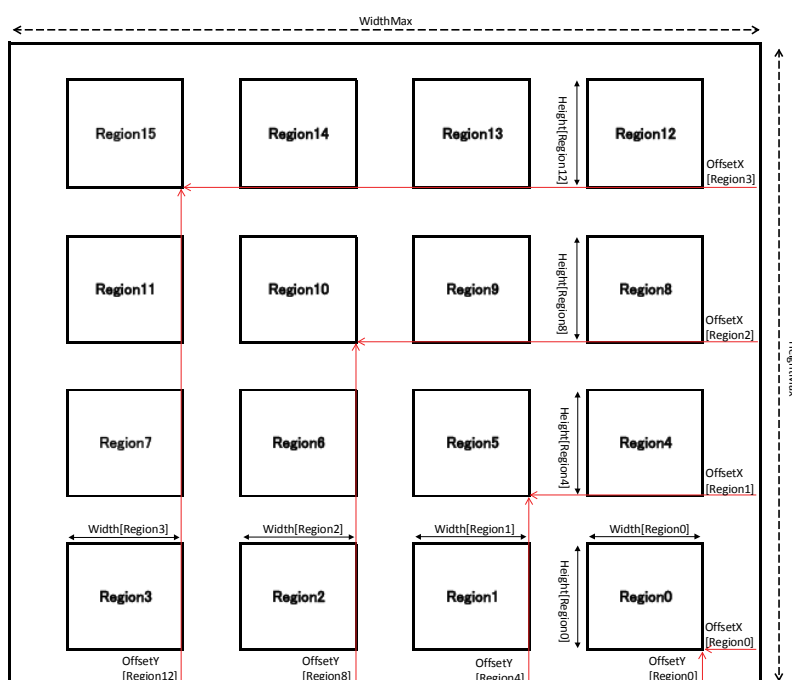 WidthMax
Region15
Region14
Region13
Height[Region12]
Region12
OffsetX
[Region3]
Region11
Region10
Region9
Height[Region8]
Region8
OffsetX
[Region2]
HeightMax
Region7
Region6
Region5
Height[Region4]
Region4
OffsetX
[Region1]
Width[Region3]
Width[Region2]
Width[Region1]
Width[Region0]
Region3
Region2
Region1
Height[Region0]
Region0
OffsetX
[Region0]
OffsetY
[Region12]
OffsetY
[Region8]
OffsetY
[Region4]
OffsetY
[Region0]